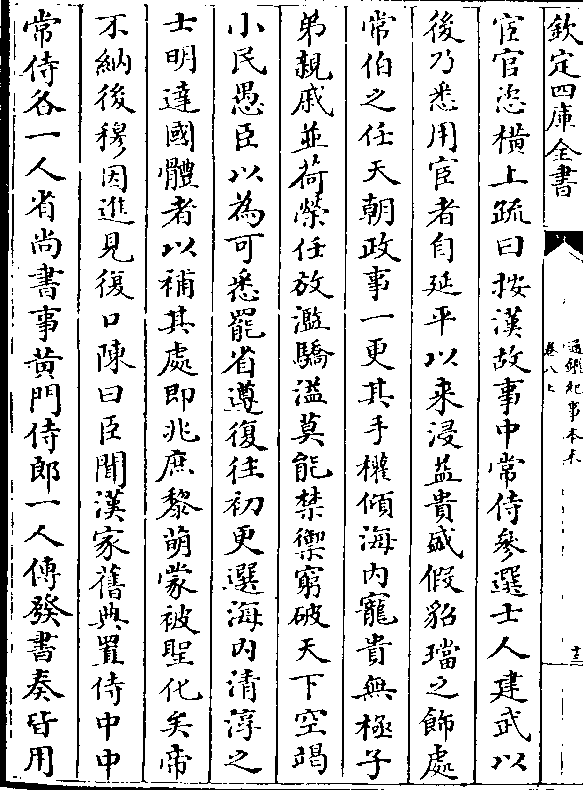 欽定四庫全書
通鑑紀事本末
卷八上
十三
宦官恣橫上疏曰按漢故事中常侍參選士人建武以
後乃悉用宦者自延平以来浸益貴盛假貂璫之飾處
常伯之任天朝政事一更其手權傾海内寵貴無極子
弟親戚並荷榮任放濫驕溢莫能禁禦窮破天下空竭
小民愚臣以為可悉罷省遵復往初更選海内清淳之
士明達國體者以補其處即兆庶黎萌蒙被聖化矣帝
不納後穆因進見復口陳曰臣聞漢家舊典置侍中中
常侍各一人省尚書事黄門侍郎一人傳發書奏皆用